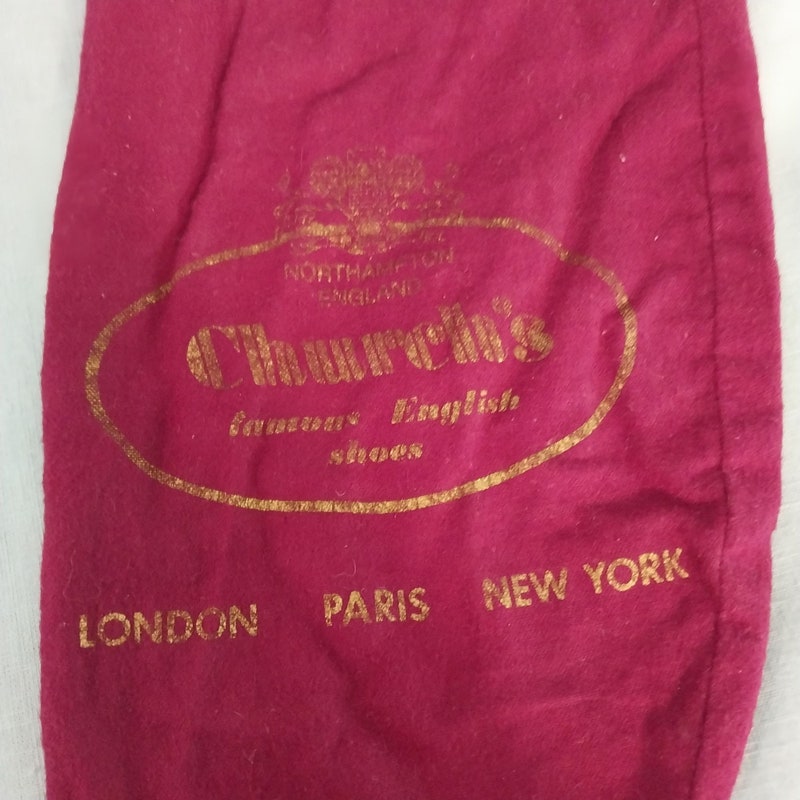 NORTHAMPTON
ENGLAND
Church's
famous English
shoes
LONDON PARIS NEW YORK